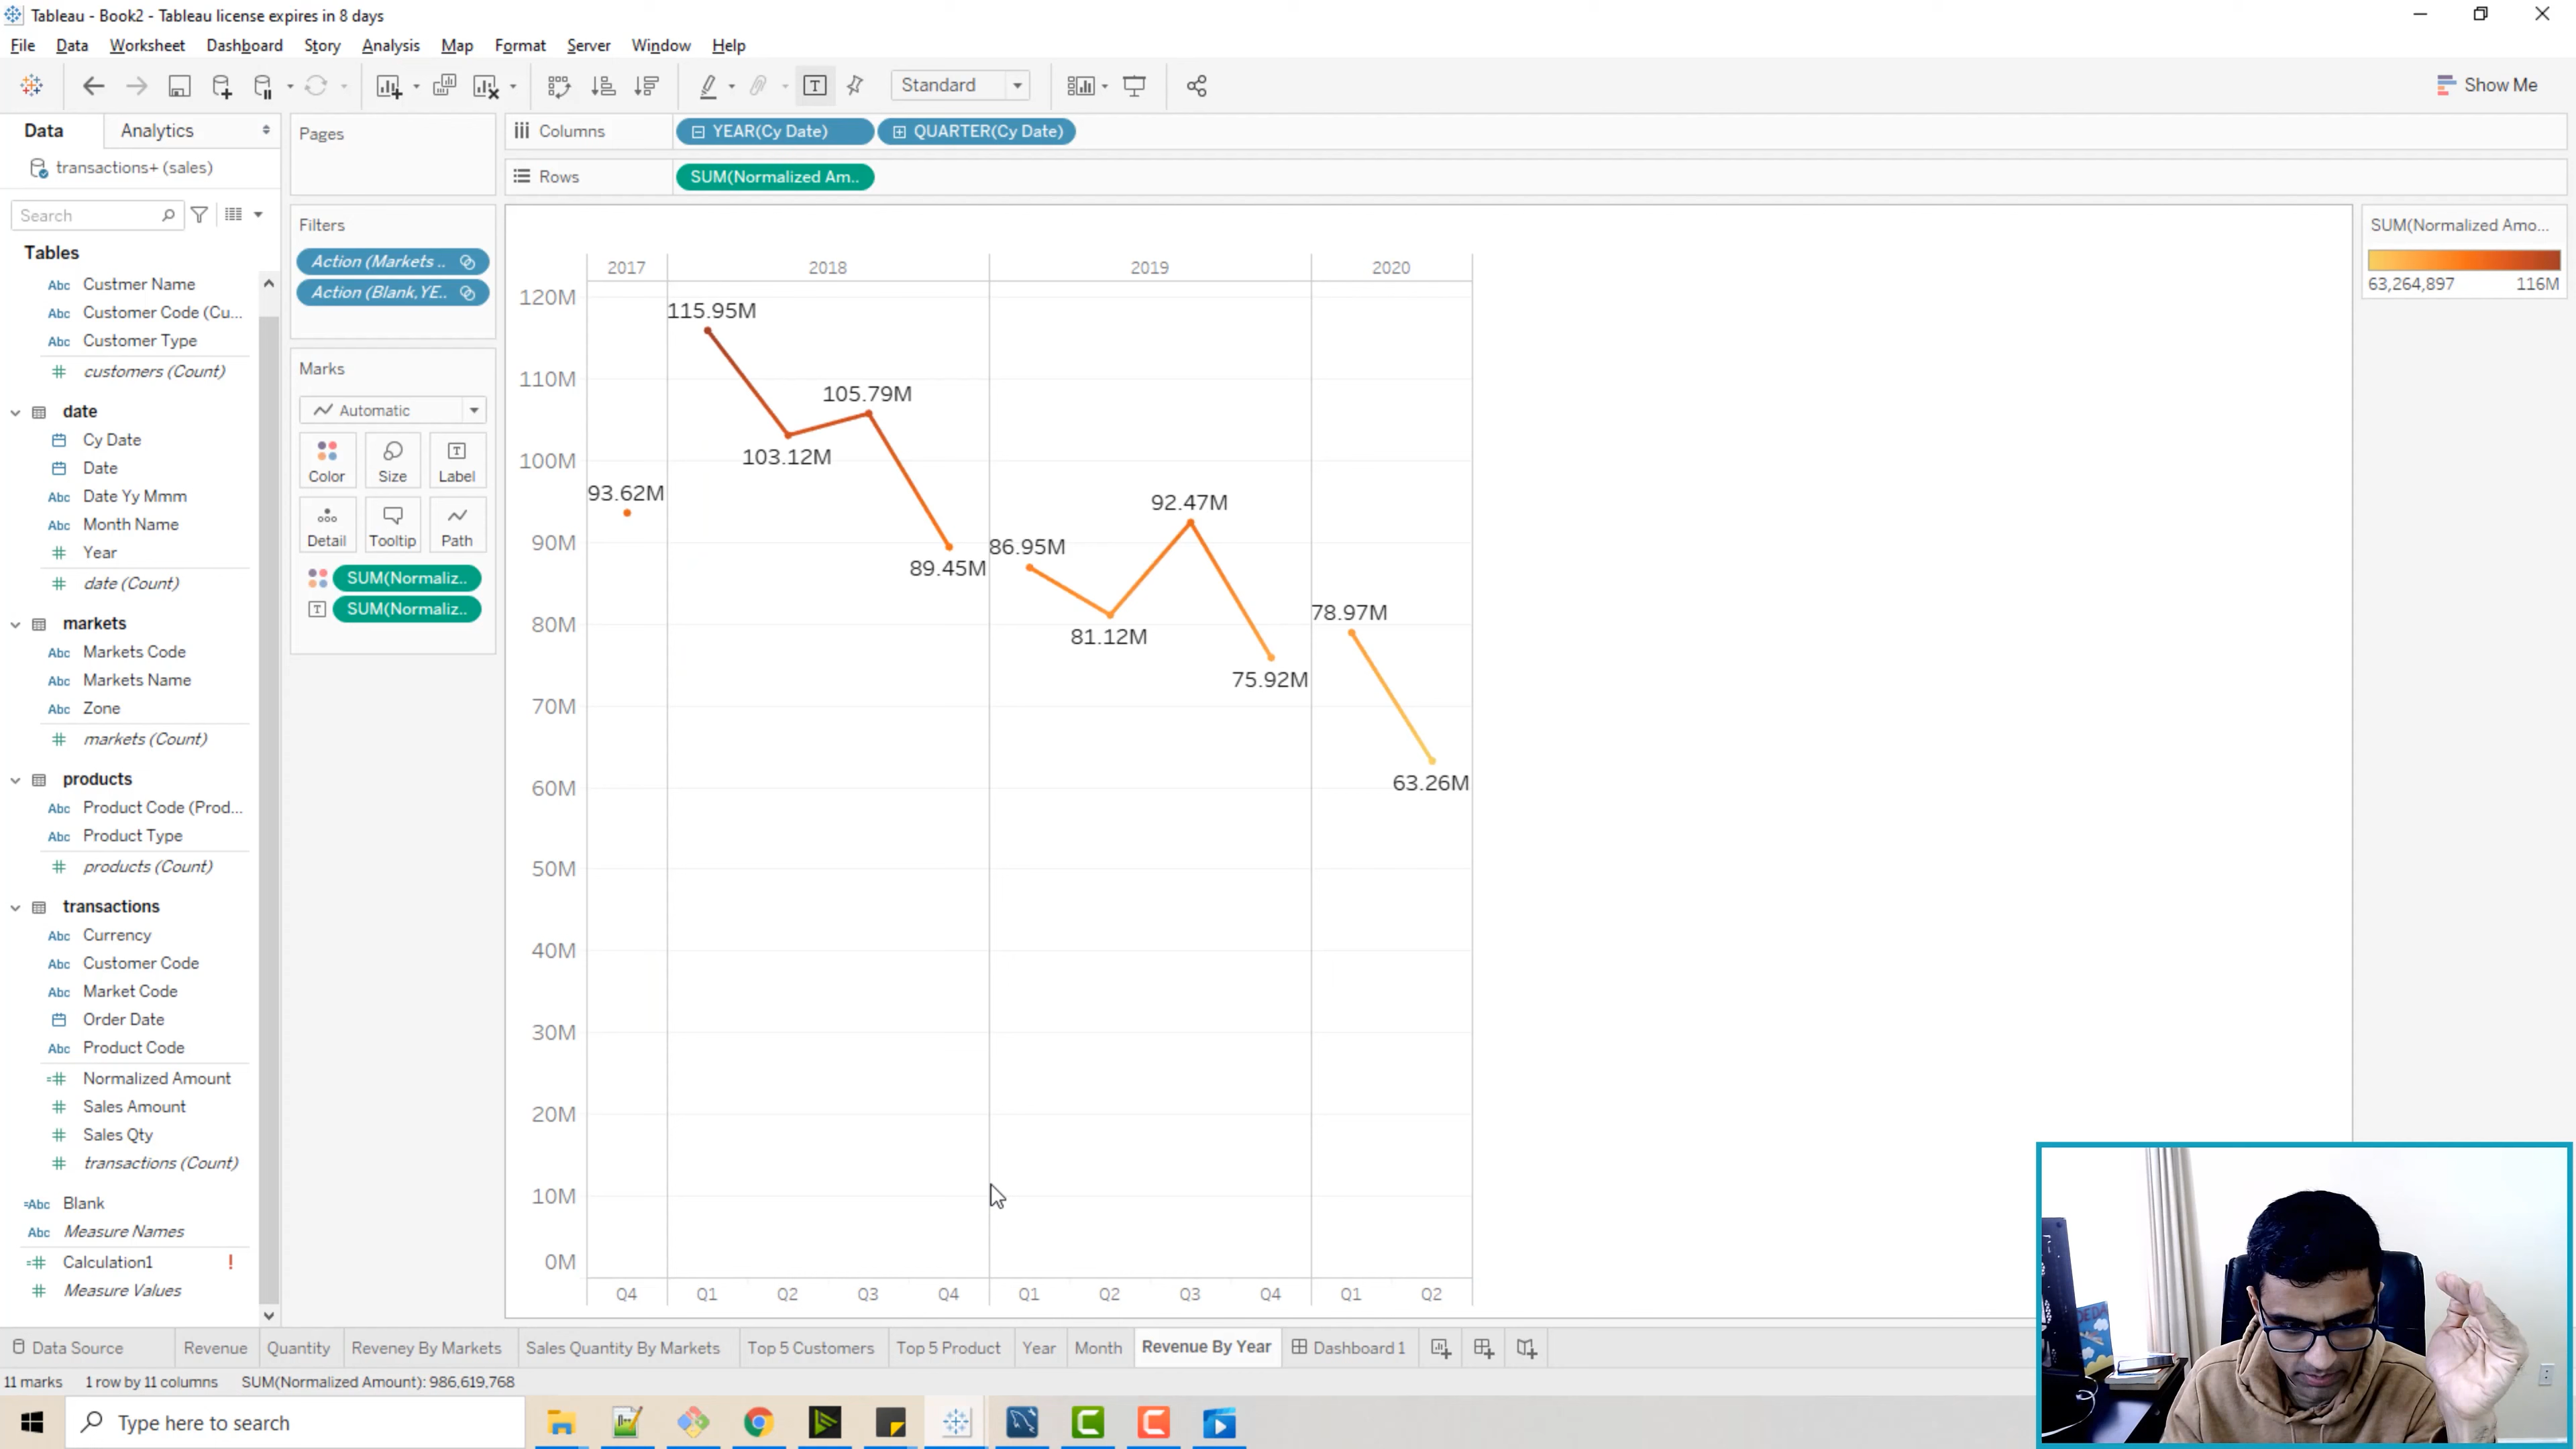 Tableau - Book2 - Tableau license expires in 8 days
File Data Worksheet Dashboard Story Analysis Map Format Server Window Help
Standard
Show Me
Data Analytics
transactions+ (sales)
Search
Tables
Custmer Name
Customer Code (Cu...
Customer Type
customers (Count)
date
Cy Date
Date
Date Yy Mmm
Month Name
Year
date (Count)
markets
Markets Code
Markets Name
Zone
markets (Count)
products
Product Code (Prod...
Product Type
products (Count)
transactions
Currency
Customer Code
Market Code
Order Date
Product Code
Normalized Amount
Sales Amount
Sales Qty
transactions (Count)
Blank
Measure Names
Calculation1 !
Measure Values
Pages
Filters
Action (Markets ..
Action (Blank,YE..
Marks
Automatic
Color Size Label
Detail Tooltip Path
SUM(Normaliz..
SUM(Normaliz..
Columns YEAR(Cy Date) QUARTER(Cy Date)
Rows SUM(Normalized Am..
2017 2018 2019 2020
120M
110M
100M
90M
80M
70M
60M
50M
40M
30M
20M
10M
0M
93.62M
115.95M
103.12M
105.79M
89.45M
86.95M
81.12M
92.47M
75.92M
78.97M
63.26M
Q4 Q1 Q2 Q3 Q4 Q1 Q2 Q3 Q4 Q1 Q2
SUM(Normalized Amo...
63,264,897 116M
Data Source Revenue Quantity Reveney By Markets Sales Quantity By Markets Top 5 Customers Top 5 Product Year Month Revenue By Year Dashboard 1
11 marks 1 row by 11 columns SUM(Normalized Amount): 986,619,768
Type here to search